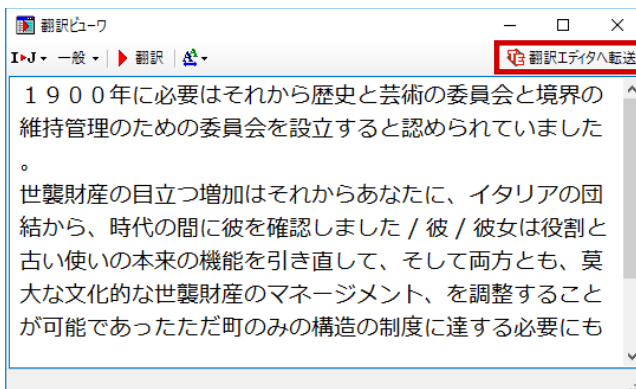 翻訳ビューワ
I▶J 一般 翻訳
翻訳エディタへ転送
１９００年に必要はそれから歴史と芸術の委員会と境界の
維持管理のための委員会を設立すると認められていました
。
世襲財産の目立つ増加はそれからあなたに、イタリアの団
結から、時代の間に彼を確認しました / 彼 / 彼女は役割と
古い使いの本来の機能を引き直して、そして両方とも、莫
大な文化的な世襲財産のマネージメント、を調整すること
が可能であったただ町のみの構造の制度に達する必要にも